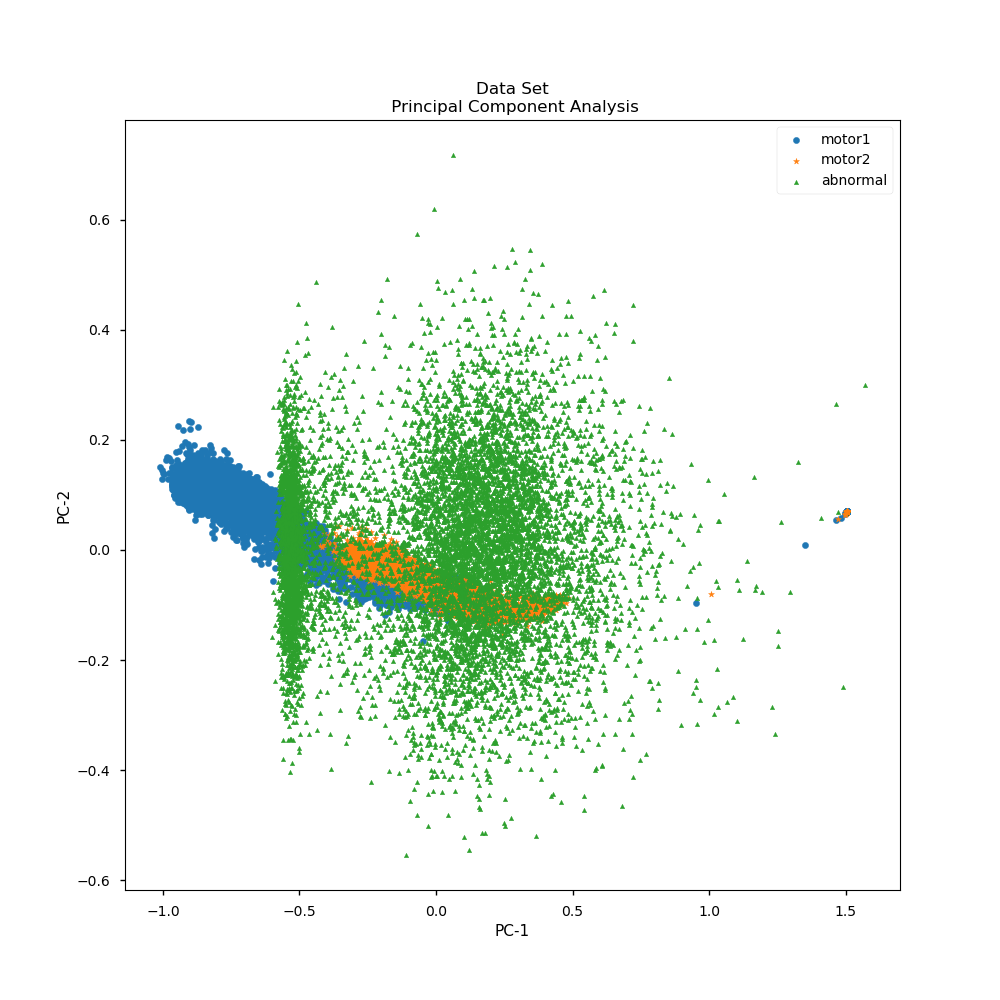 Data Set
Principal Component Analysis
motor1
motor2
abnormal
PC-2
0.6
0.4
0.2
0.0
−0.2
−0.4
−0.6
−1.0 −0.5 0.0 0.5 1.0 1.5
PC-1